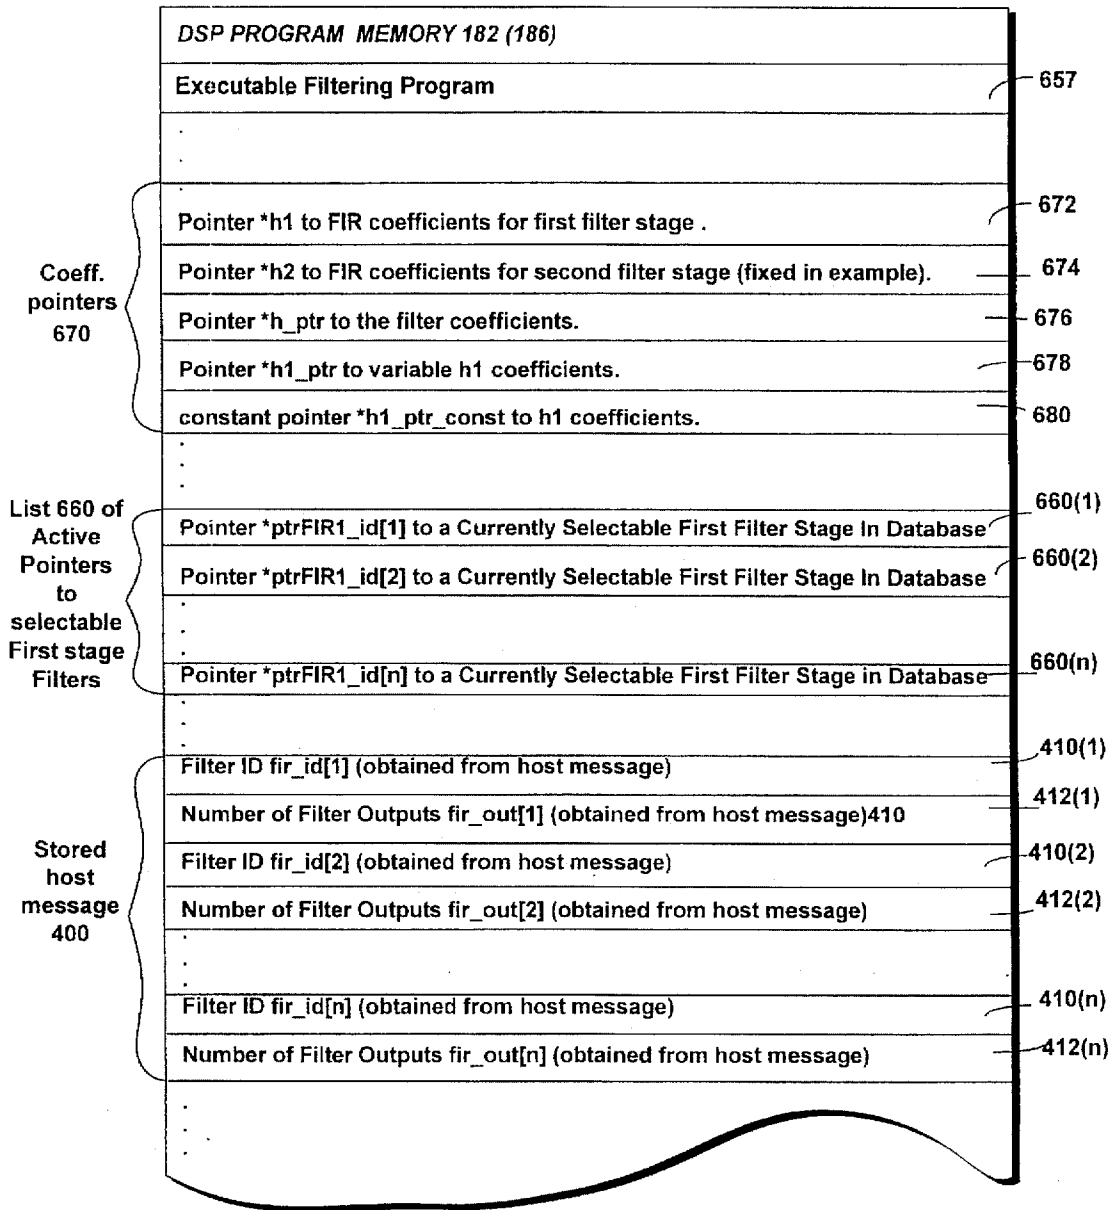 DSP PROGRAM MEMORY 182 (186)
Executable Filtering Program
657
Coeff.
pointers
670
Pointer *h1 to FIR coefficients for first filter stage .
672
Pointer *h2 to FIR coefficients for second filter stage (fixed in example).
674
Pointer *h_ptr to the filter coefficients.
676
Pointer *h1_ptr to variable h1 coefficients.
678
constant pointer *h1_ptr_const to h1 coefficients.
680
List 660 of
Active
Pointers
to
selectable
First stage
Filters
Pointer *ptrFIR1_id[1] to a Currently Selectable First Filter Stage In Database
660(1)
Pointer *ptrFIR1_id[2] to a Currently Selectable First Filter Stage In Database
660(2)
Pointer *ptrFIR1_id[n] to a Currently Selectable First Filter Stage in Database
660(n)
Stored
host
message
400
Filter ID fir_id[1] (obtained from host message)
410(1)
Number of Filter Outputs fir_out[1] (obtained from host message)410
412(1)
Filter ID fir_id[2] (obtained from host message)
410(2)
Number of Filter Outputs fir_out[2] (obtained from host message)
412(2)
Filter ID fir_id[n] (obtained from host message)
410(n)
Number of Filter Outputs fir_out[n] (obtained from host message)
412(n)